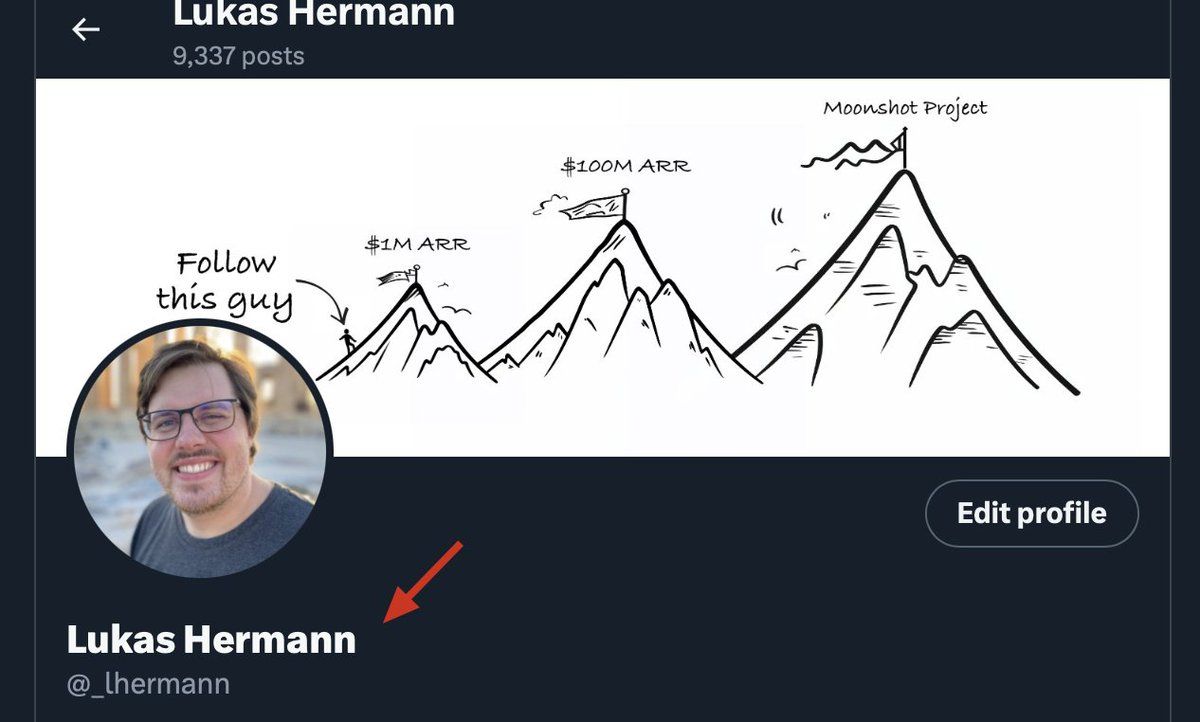 Lukas Hermann
9,337 posts
Moonshot Project
$100M ARR
$1M ARR
Follow
this guy
Edit profile
Lukas Hermann
@_lhermann